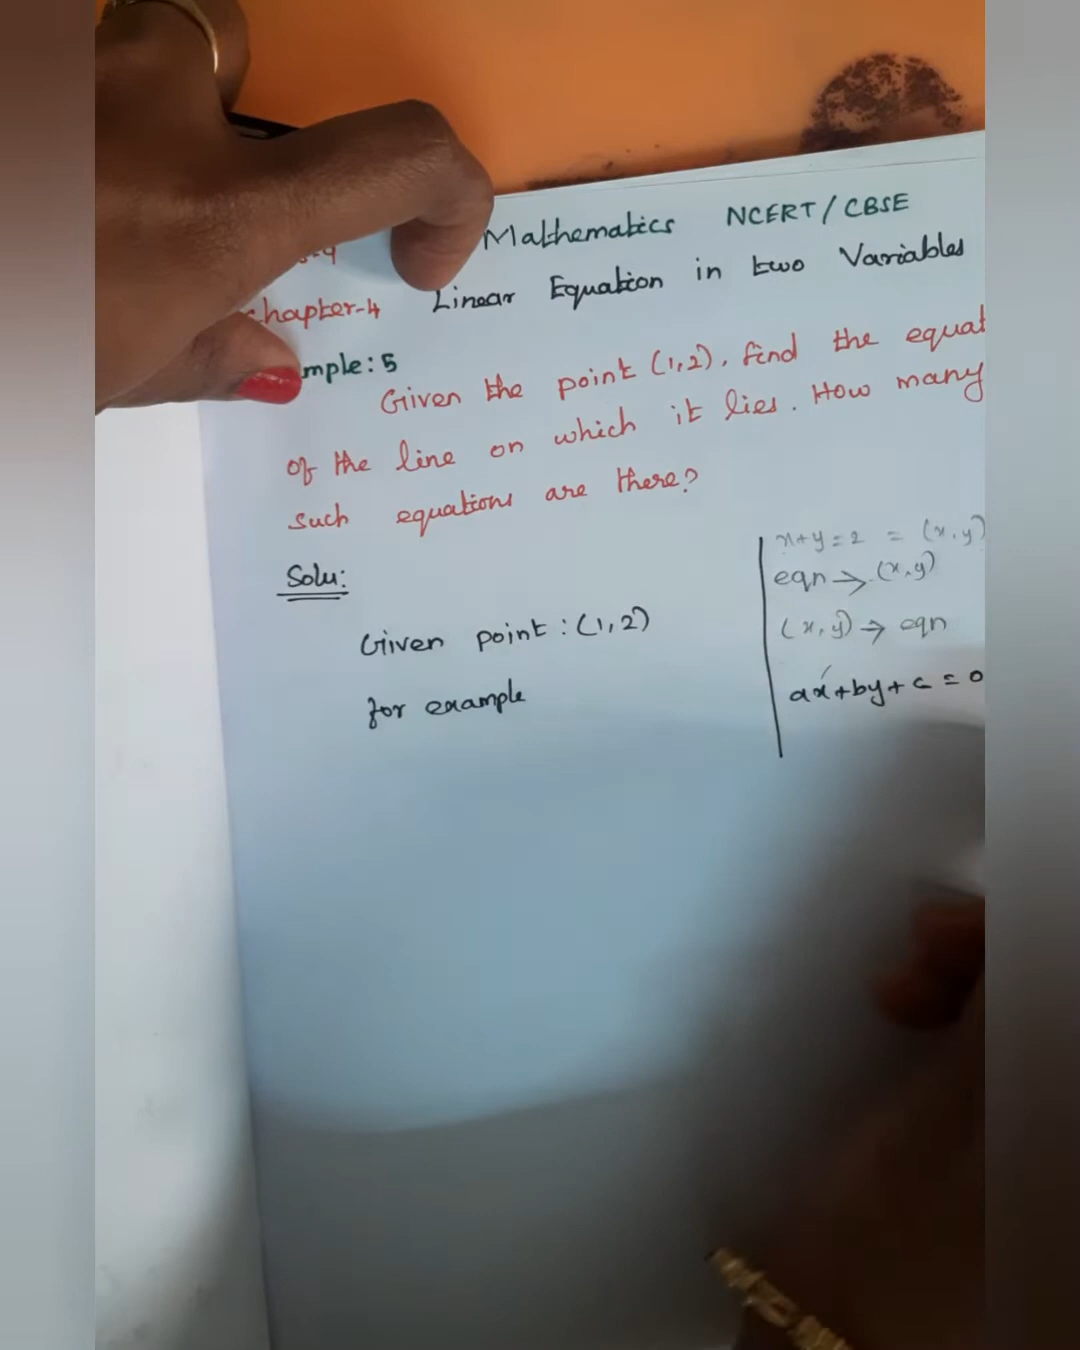 Mathematics NCERT/CBSE
chapter-4 Linear Equation in two Variables
mple:5
Given the point (1,2), find the equat
of the line on which it lies. How many
such equations are there?
Solu:
Given point : (1,2)
for example
x+y=2 = (x,y)
eqn → (x,y)
(x,y) → eqn
ax+by+c=0